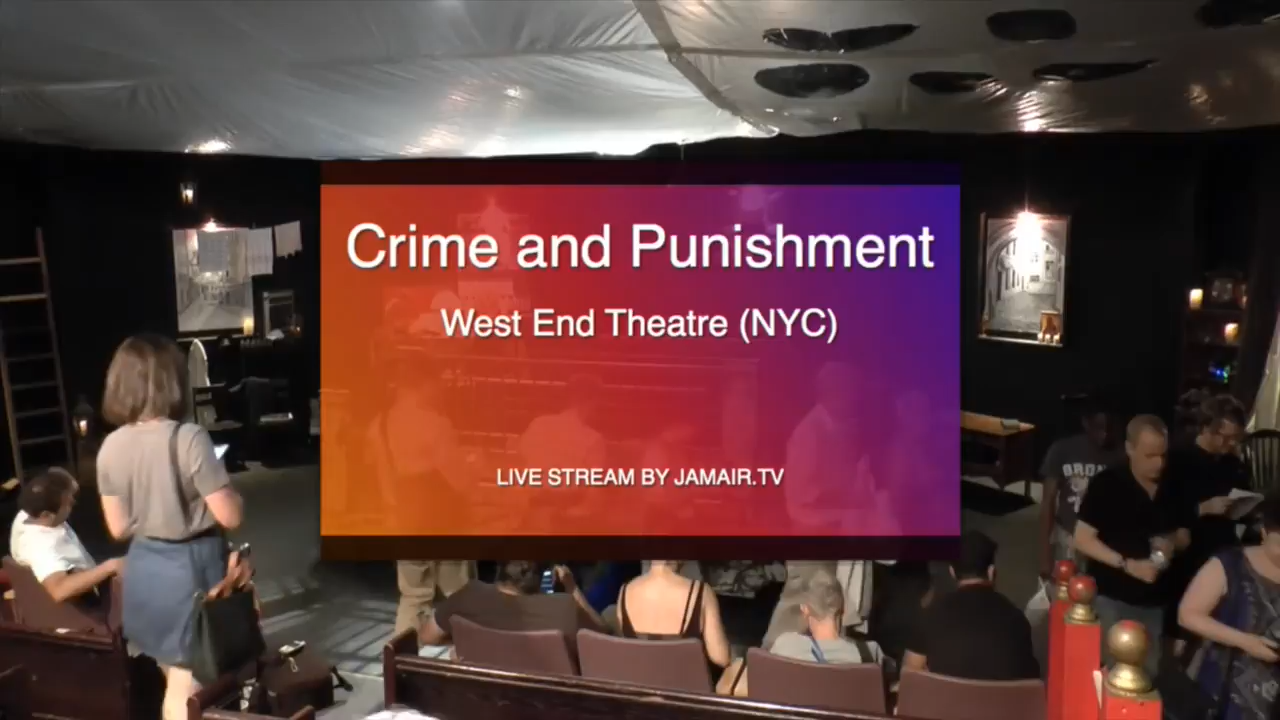 Crime and Punishment
West End Theatre (NYC)
LIVE STREAM BY JAMAIR.TV